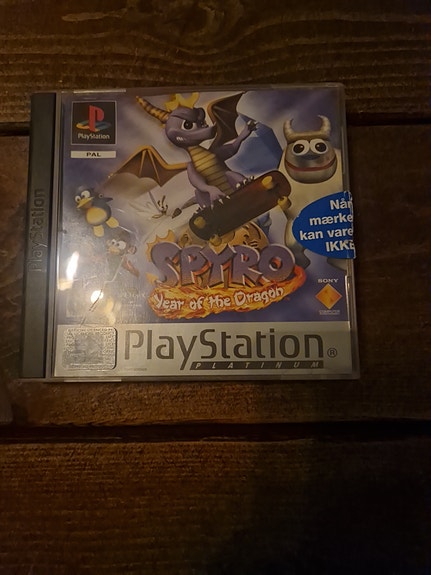 PlayStation
PAL
PlayStation
Når
mærke
kan vare
IKKE
SPYRO
Year of the Dragon
SONY
PlayStation®
PLATINUM